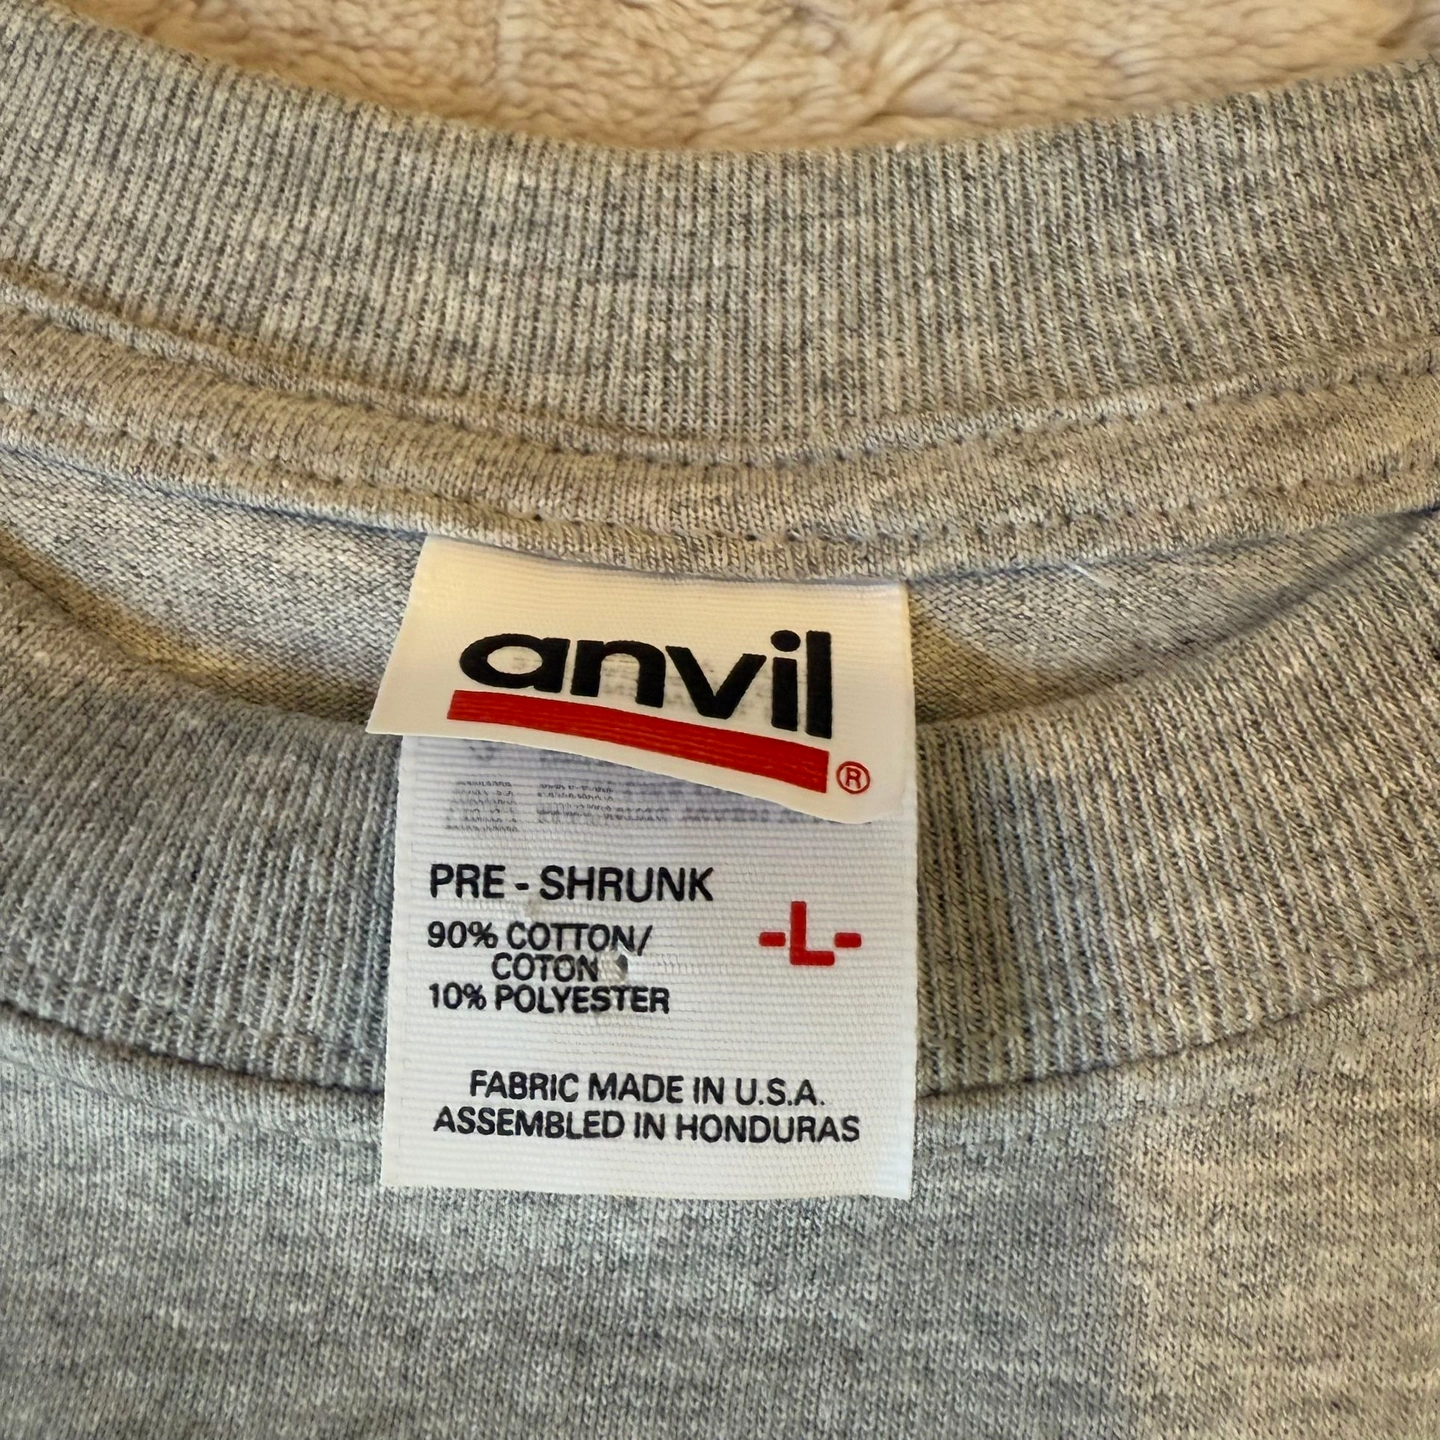 anvil
®
PRE - SHRUNK
-L-
90% COTTON/
COTON
10% POLYESTER
FABRIC MADE IN U.S.A.
ASSEMBLED IN HONDURAS